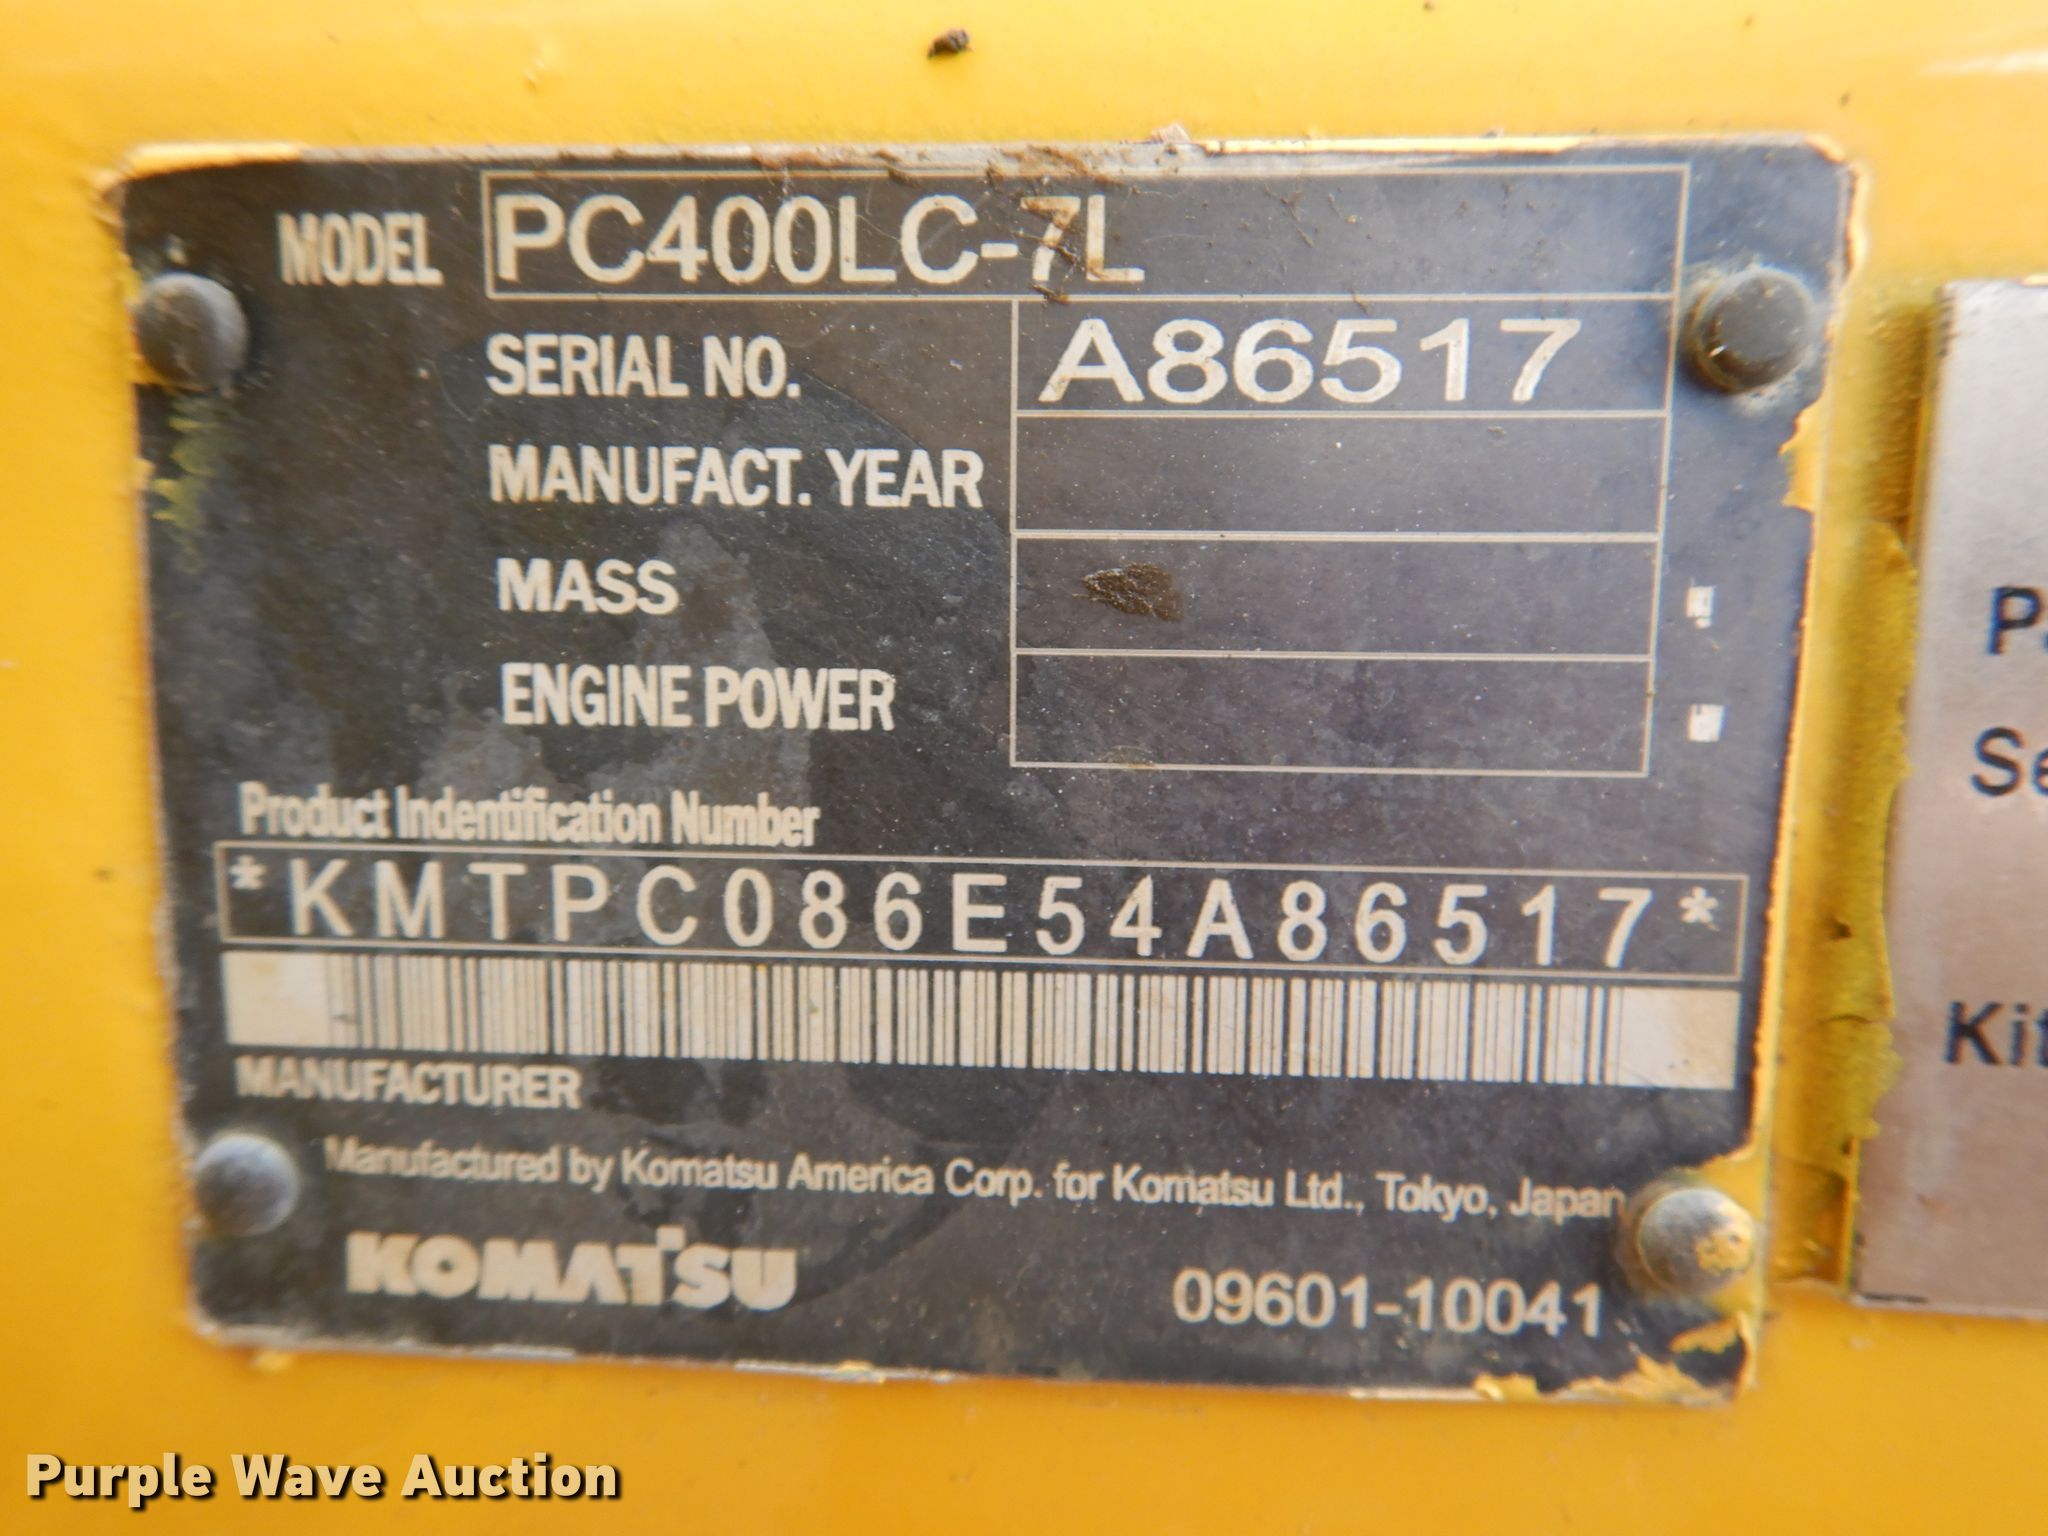 MODEL PC400LC-7L
SERIAL NO. A86517
MANUFACT. YEAR
MASS
ENGINE POWER
Product Indentification Number
*KMTPC086E54A86517*
MANUFACTURER
Manufactured by Komatsu America Corp. for Komatsu Ltd., Tokyo, Japan
KOMATSU
09601-10041
Purple Wave Auction